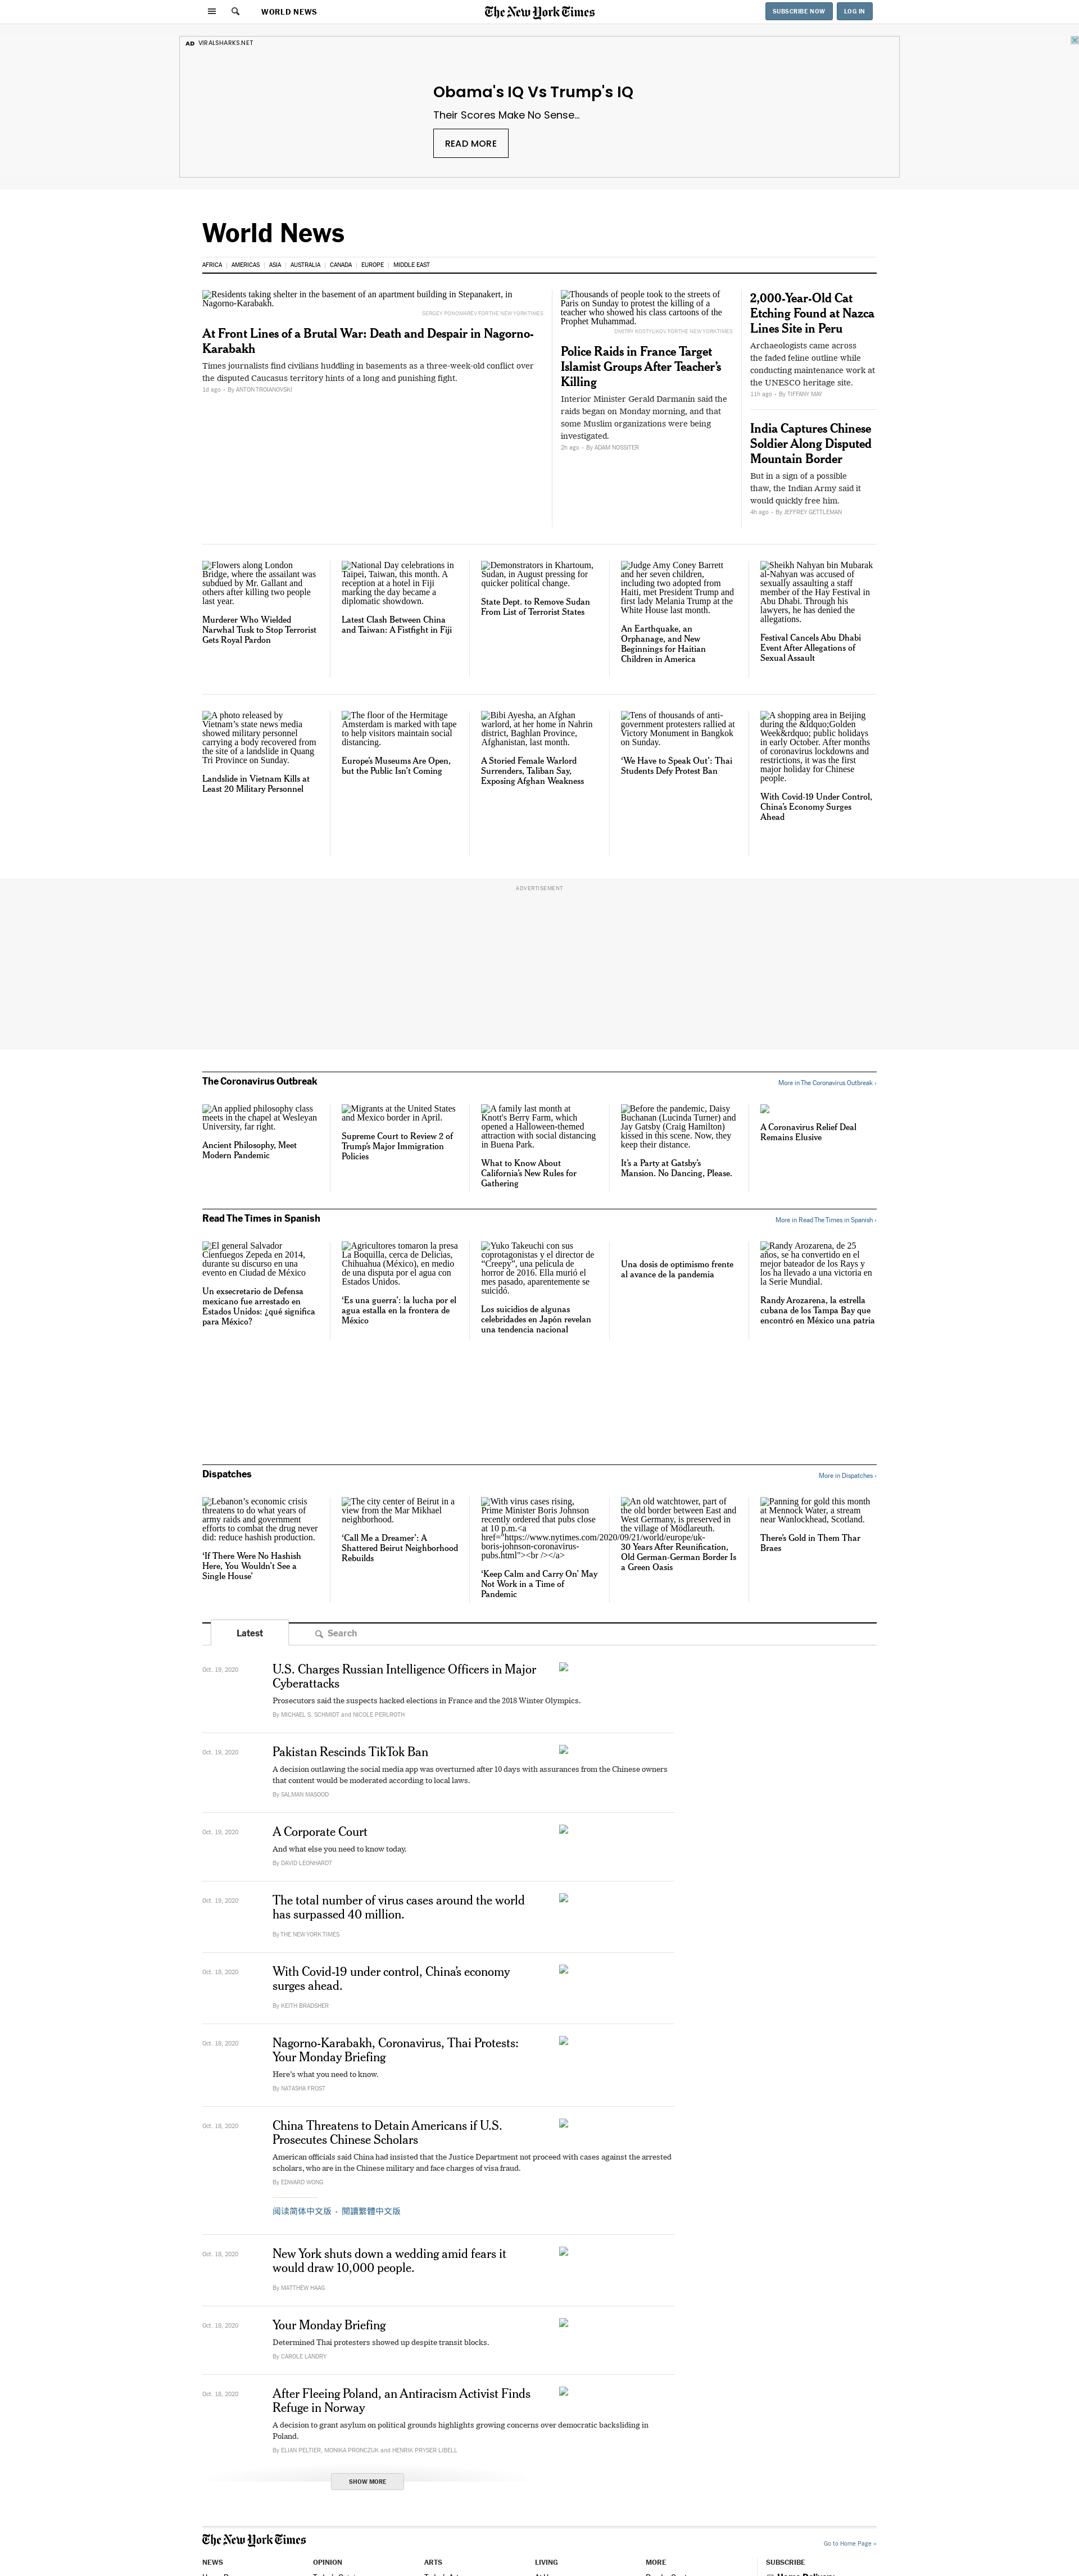 WORLD NEWS
The New York Times
SUBSCRIBE NOW
LOG IN
AD VIRALSHARKS.NET
Obama's IQ Vs Trump's IQ
Their Scores Make No Sense...
READ MORE
World News
AFRICA | AMERICAS | ASIA | AUSTRALIA | CANADA | EUROPE | MIDDLE EAST
Residents taking shelter in the basement of an apartment building in Stepanakert, in
Nagorno-Karabakh.
SERGEY PONOMAREV FOR THE NEW YORK TIMES
At Front Lines of a Brutal War: Death and Despair in Nagorno-
Karabakh
Times journalists find civilians huddling in basements as a three-week-old conflict over
the disputed Caucasus territory hints of a long and punishing fight.
1d ago - By ANTON TROIANOVSKI
Thousands of people took to the streets of
Paris on Sunday to protest the killing of a
teacher who showed his class cartoons of the
Prophet Muhammad.
DMITRY KOSTYUKOV FOR THE NEW YORK TIMES
Police Raids in France Target
Islamist Groups After Teacher’s
Killing
Interior Minister Gerald Darmanin said the
raids began on Monday morning, and that
some Muslim organizations were being
investigated.
2h ago - By ADAM NOSSITER
2,000-Year-Old Cat
Etching Found at Nazca
Lines Site in Peru
Archaeologists came across
the faded feline outline while
conducting maintenance work at
the UNESCO heritage site.
11h ago - By TIFFANY MAY
India Captures Chinese
Soldier Along Disputed
Mountain Border
But in a sign of a possible
thaw, the Indian Army said it
would quickly free him.
4h ago - By JEFFREY GETTLEMAN
Flowers along London
Bridge, where the assailant was
subdued by Mr. Gallant and
others after killing two people
last year.
Murderer Who Wielded
Narwhal Tusk to Stop Terrorist
Gets Royal Pardon
National Day celebrations in
Taipei, Taiwan, this month. A
reception at a hotel in Fiji
marking the day became a
diplomatic showdown.
Latest Clash Between China
and Taiwan: A Fistfight in Fiji
Demonstrators in Khartoum,
Sudan, in August pressing for
quicker political change.
State Dept. to Remove Sudan
From List of Terrorist States
Judge Amy Coney Barrett
and her seven children,
including two adopted from
Haiti, met President Trump and
first lady Melania Trump at the
White House last month.
An Earthquake, an
Orphanage, and New
Beginnings for Haitian
Children in America
Sheikh Nahyan bin Mubarak
al-Nahyan was accused of
sexually assaulting a staff
member of the Hay Festival in
Abu Dhabi. Through his
lawyers, he has denied the
allegations.
Festival Cancels Abu Dhabi
Event After Allegations of
Sexual Assault
A photo released by
Vietnam’s state news media
showed military personnel
carrying a body recovered from
the site of a landslide in Quang
Tri Province on Sunday.
Landslide in Vietnam Kills at
Least 20 Military Personnel
The floor of the Hermitage
Amsterdam is marked with tape
to help visitors maintain social
distancing.
Europe’s Museums Are Open,
but the Public Isn’t Coming
Bibi Ayesha, an Afghan
warlord, at her home in Nahrin
district, Baghlan Province,
Afghanistan, last month.
A Storied Female Warlord
Surrenders, Taliban Say,
Exposing Afghan Weakness
Tens of thousands of anti-
government protesters rallied at
Victory Monument in Bangkok
on Sunday.
‘We Have to Speak Out’: Thai
Students Defy Protest Ban
A shopping area in Beijing
during the &ldquo;Golden
Week&rdquo; public holidays
in early October. After months
of coronavirus lockdowns and
restrictions, it was the first
major holiday for Chinese
people.
With Covid-19 Under Control,
China’s Economy Surges
Ahead
ADVERTISEMENT
The Coronavirus Outbreak
More in The Coronavirus Outbreak ›
An applied philosophy class
meets in the chapel at Wesleyan
University, far right.
Ancient Philosophy, Meet
Modern Pandemic
Migrants at the United States
and Mexico border in April.
Supreme Court to Review 2 of
Trump’s Major Immigration
Policies
A family last month at
Knott's Berry Farm, which
opened a Halloween-themed
attraction with social distancing
in Buena Park.
What to Know About
California’s New Rules for
Gathering
Before the pandemic, Daisy
Buchanan (Lucinda Turner) and
Jay Gatsby (Craig Hamilton)
kissed in this scene. Now, they
keep their distance.
It’s a Party at Gatsby’s
Mansion. No Dancing, Please.
A Coronavirus Relief Deal
Remains Elusive
Read The Times in Spanish
More in Read The Times in Spanish ›
El general Salvador
Cienfuegos Zepeda en 2014,
durante su discurso en un
evento en Ciudad de México
Un exsecretario de Defensa
mexicano fue arrestado en
Estados Unidos: ¿qué significa
para México?
Agricultores tomaron la presa
La Boquilla, cerca de Delicias,
Chihuahua (México), en medio
de una disputa por el agua con
Estados Unidos.
‘Es una guerra’: la lucha por el
agua estalla en la frontera de
México
Yuko Takeuchi con sus
coprotagonistas y el director de
“Creepy”, una película de
horror de 2016. Ella murió el
mes pasado, aparentemente se
suicidó.
Los suicidios de algunas
celebridades en Japón revelan
una tendencia nacional
Una dosis de optimismo frente
al avance de la pandemia
Randy Arozarena, de 25
años, se ha convertido en el
mejor bateador de los Rays y
los ha llevado a una victoria en
la Serie Mundial.
Randy Arozarena, la estrella
cubana de los Tampa Bay que
encontró en México una patria
Dispatches
More in Dispatches ›
Lebanon’s economic crisis
threatens to do what years of
army raids and government
efforts to combat the drug never
did: reduce hashish production.
‘If There Were No Hashish
Here, You Wouldn’t See a
Single House’
The city center of Beirut in a
view from the Mar Mikhael
neighborhood.
‘Call Me a Dreamer’: A
Shattered Beirut Neighborhood
Rebuilds
With virus cases rising,
Prime Minister Boris Johnson
recently ordered that pubs close
at 10 p.m.<a
href="https://www.nytimes.com/2020/09/21/world/europe/uk-
boris-johnson-coronavirus-
pubs.html"><br /></a>
‘Keep Calm and Carry On’ May
Not Work in a Time of
Pandemic
An old watchtower, part of
the old border between East and
West Germany, is preserved in
the village of Mödlareuth.
30 Years After Reunification,
Old German-German Border Is
a Green Oasis
Panning for gold this month
at Mennock Water, a stream
near Wanlockhead, Scotland.
There’s Gold in Them Thar
Braes
Latest
Search
Oct. 19, 2020
U.S. Charges Russian Intelligence Officers in Major
Cyberattacks
Prosecutors said the suspects hacked elections in France and the 2018 Winter Olympics.
By MICHAEL S. SCHMIDT and NICOLE PERLROTH
Oct. 19, 2020
Pakistan Rescinds TikTok Ban
A decision outlawing the social media app was overturned after 10 days with assurances from the Chinese owners
that content would be moderated according to local laws.
By SALMAN MASOOD
Oct. 19, 2020
A Corporate Court
And what else you need to know today.
By DAVID LEONHARDT
Oct. 19, 2020
The total number of virus cases around the world
has surpassed 40 million.
By THE NEW YORK TIMES
Oct. 18, 2020
With Covid-19 under control, China’s economy
surges ahead.
By KEITH BRADSHER
Oct. 18, 2020
Nagorno-Karabakh, Coronavirus, Thai Protests:
Your Monday Briefing
Here’s what you need to know.
By NATASHA FROST
Oct. 18, 2020
China Threatens to Detain Americans if U.S.
Prosecutes Chinese Scholars
American officials said China had insisted that the Justice Department not proceed with cases against the arrested
scholars, who are in the Chinese military and face charges of visa fraud.
By EDWARD WONG
阅读简体中文版 • 閱讀繁體中文版
Oct. 18, 2020
New York shuts down a wedding amid fears it
would draw 10,000 people.
By MATTHEW HAAG
Oct. 18, 2020
Your Monday Briefing
Determined Thai protesters showed up despite transit blocks.
By CAROLE LANDRY
Oct. 18, 2020
After Fleeing Poland, an Antiracism Activist Finds
Refuge in Norway
A decision to grant asylum on political grounds highlights growing concerns over democratic backsliding in
Poland.
By ELIAN PELTIER, MONIKA PRONCZUK and HENRIK PRYSER LIBELL
SHOW MORE
The New York Times
Go to Home Page »
NEWS
OPINION
ARTS
LIVING
MORE
SUBSCRIBE